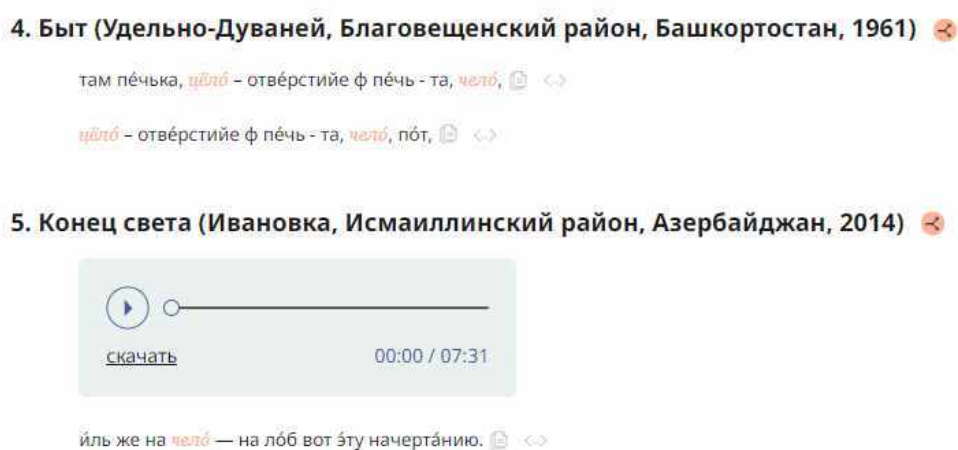 4. Быт (Удельно-Дуваней, Благовещенский район, Башкортостан, 1961)
там пе́чька, цёло́ – отве́рстийе ф пе́чь - та, чело́,
цёло́ – отве́рстийе ф пе́чь - та, чело́, по́т,
5. Конец света (Ивановка, Исмаиллинский район, Азербайджан, 2014)
скачать 00:00 / 07:31
и́ль же на чело́ — на ло́б вот э́ту начерта́нию.